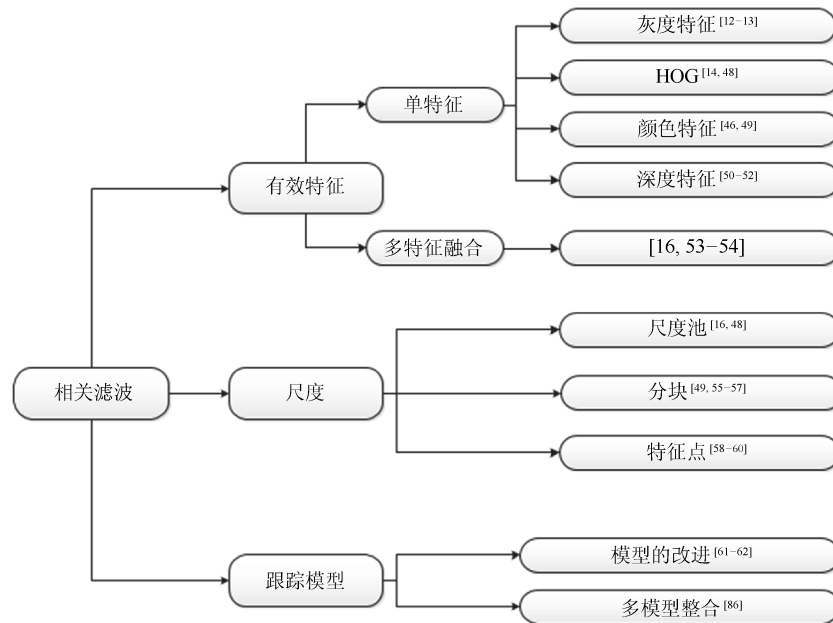 灰度特征[12-13]
单特征
HOG[14, 48]
颜色特征[46, 49]
有效特征
深度特征[50-52]
多特征融合
[16, 53-54]
尺度池[16, 48]
相关滤波
尺度
分块[49, 55-57]
特征点[58-60]
跟踪模型
模型的改进[61-62]
多模型整合[86]